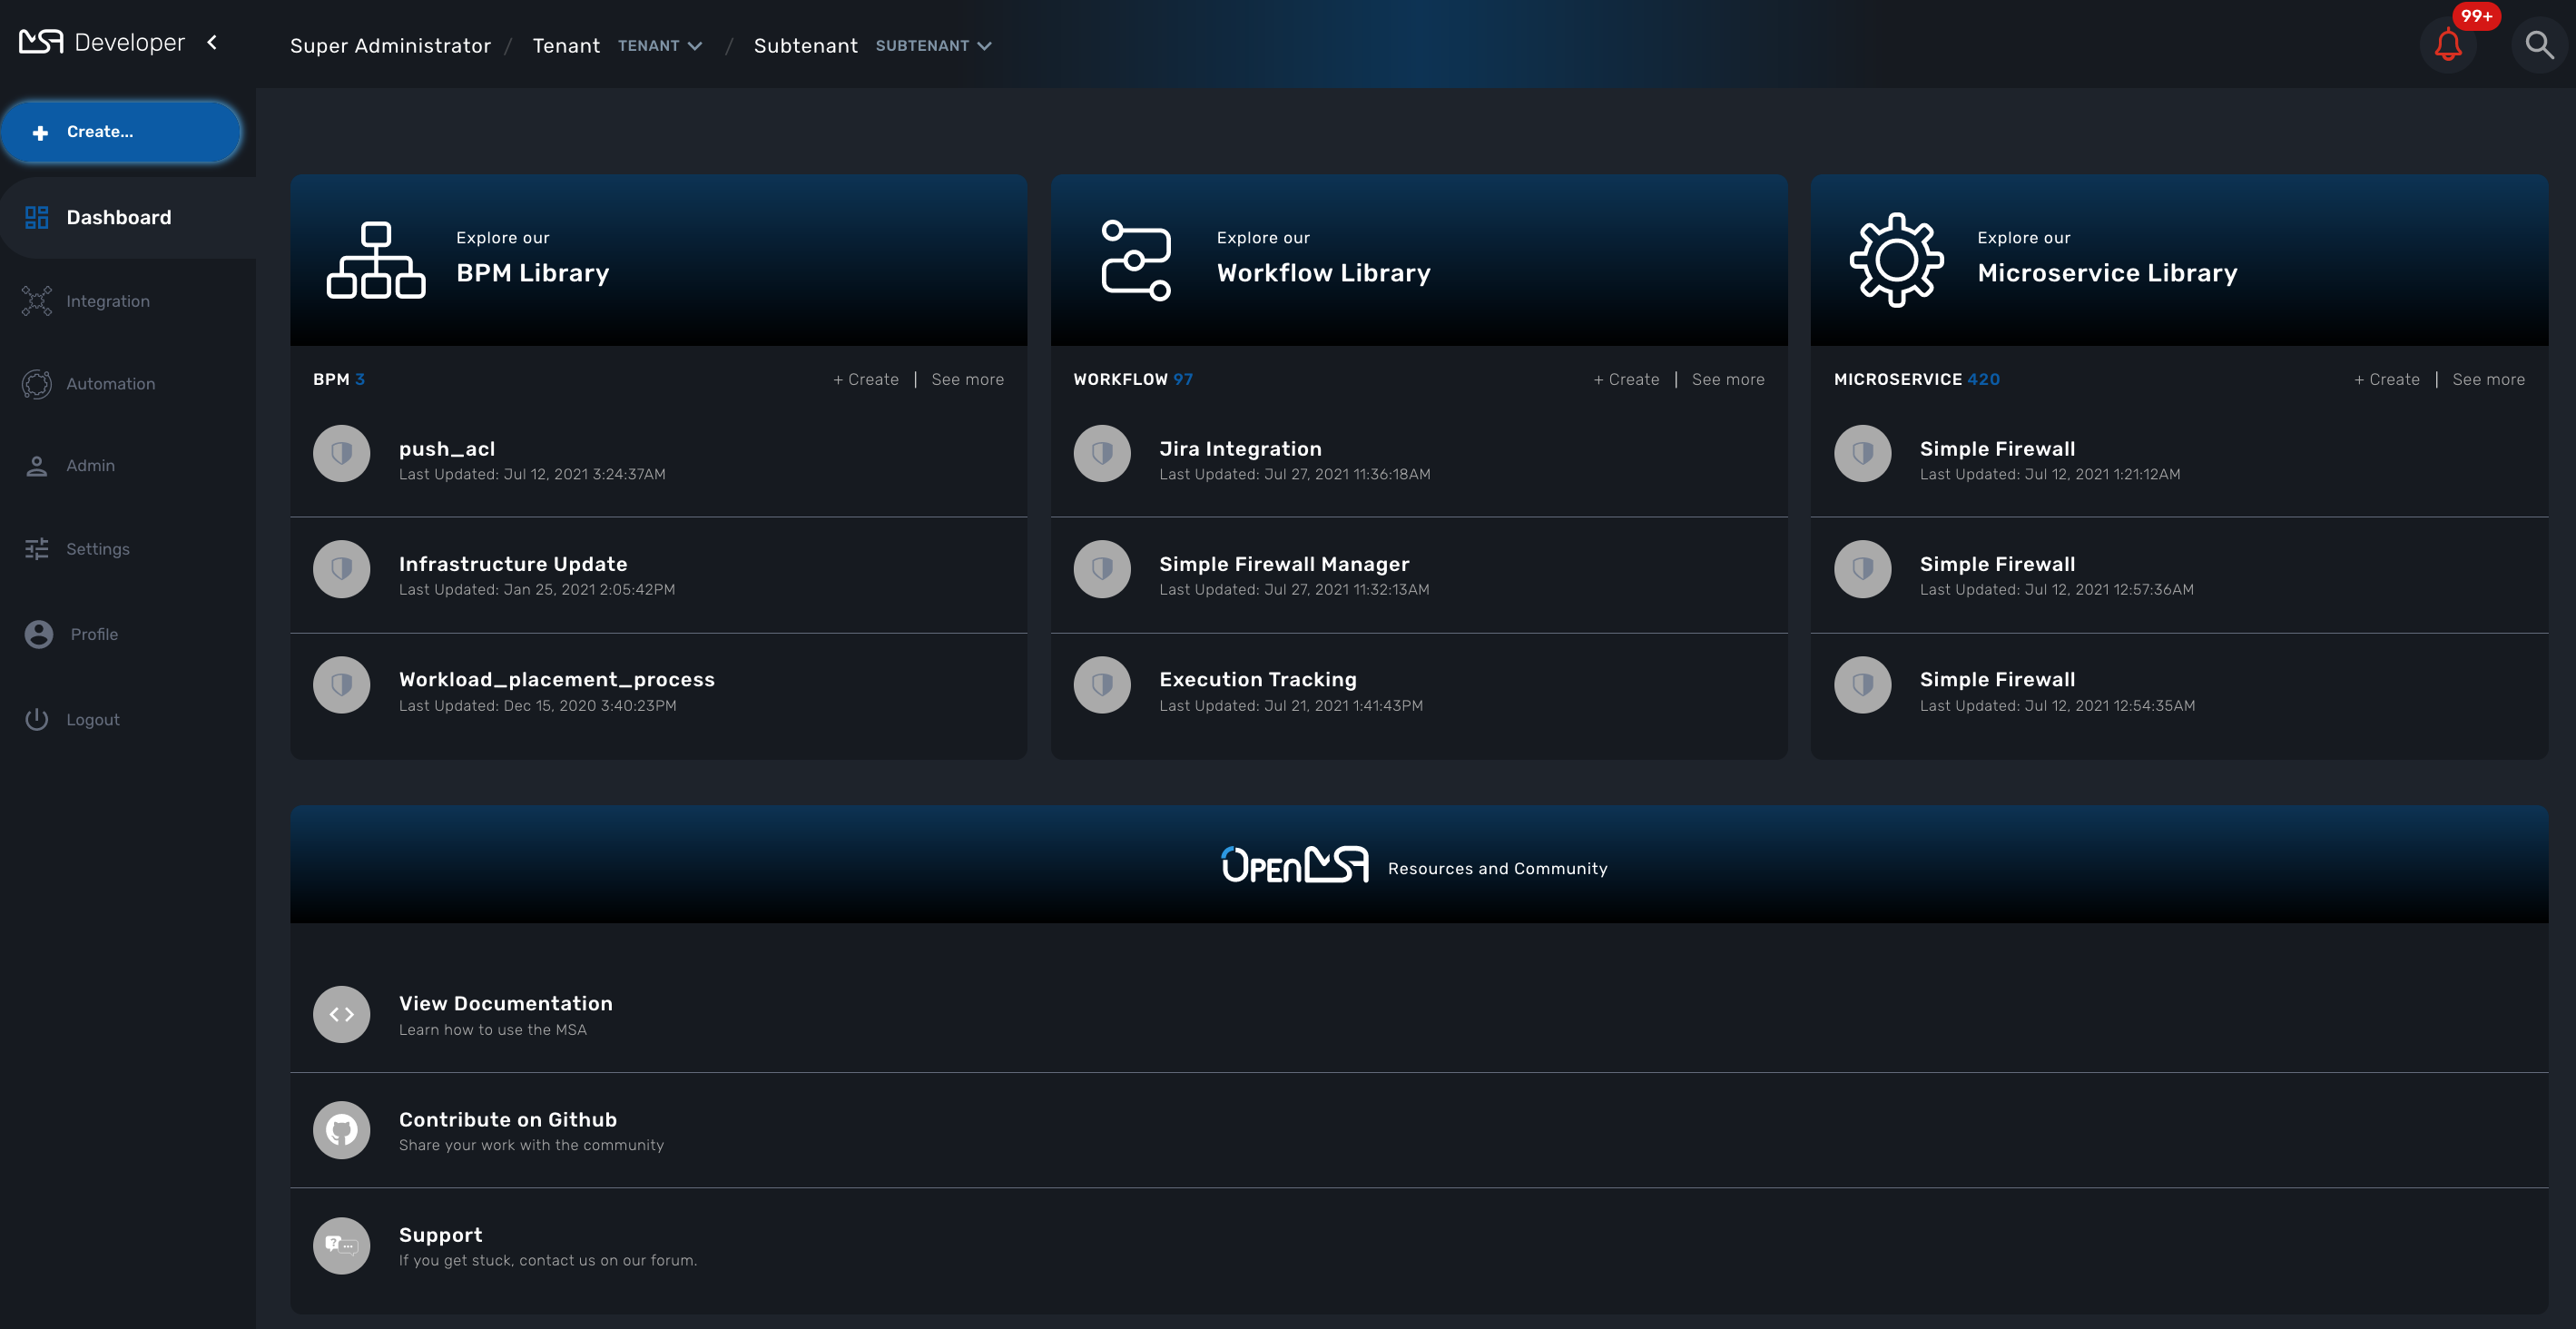 MSA Developer
Super Administrator / Tenant TENANT / Subtenant SUBTENANT
99+
+ Create...
Dashboard
Integration
Automation
Admin
Settings
Profile
Logout
Explore our
BPM Library
BPM 3 + Create | See more
push_acl
Last Updated: Jul 12, 2021 3:24:37AM
Infrastructure Update
Last Updated: Jan 25, 2021 2:05:42PM
Workload_placement_process
Last Updated: Dec 15, 2020 3:40:23PM
Explore our
Workflow Library
WORKFLOW 97 + Create | See more
Jira Integration
Last Updated: Jul 27, 2021 11:36:18AM
Simple Firewall Manager
Last Updated: Jul 27, 2021 11:32:13AM
Execution Tracking
Last Updated: Jul 21, 2021 1:41:43PM
Explore our
Microservice Library
MICROSERVICE 420 + Create | See more
Simple Firewall
Last Updated: Jul 12, 2021 1:21:12AM
Simple Firewall
Last Updated: Jul 12, 2021 12:57:36AM
Simple Firewall
Last Updated: Jul 12, 2021 12:54:35AM
OpenMSA Resources and Community
View Documentation
Learn how to use the MSA
Contribute on Github
Share your work with the community
Support
If you get stuck, contact us on our forum.